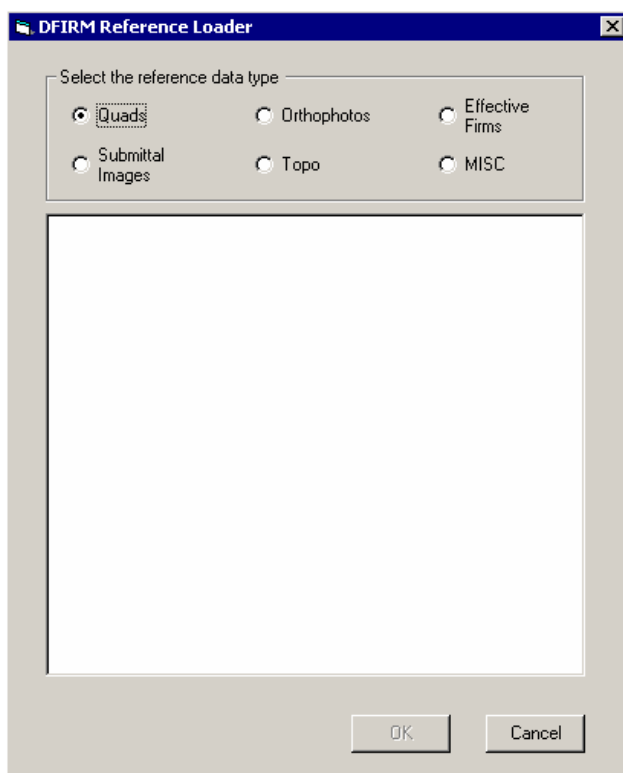 DFIRM Reference Loader
Select the reference data type
Quads
Orthophotos
Effective
Firms
Submittal
Images
Topo
MISC
OK
Cancel